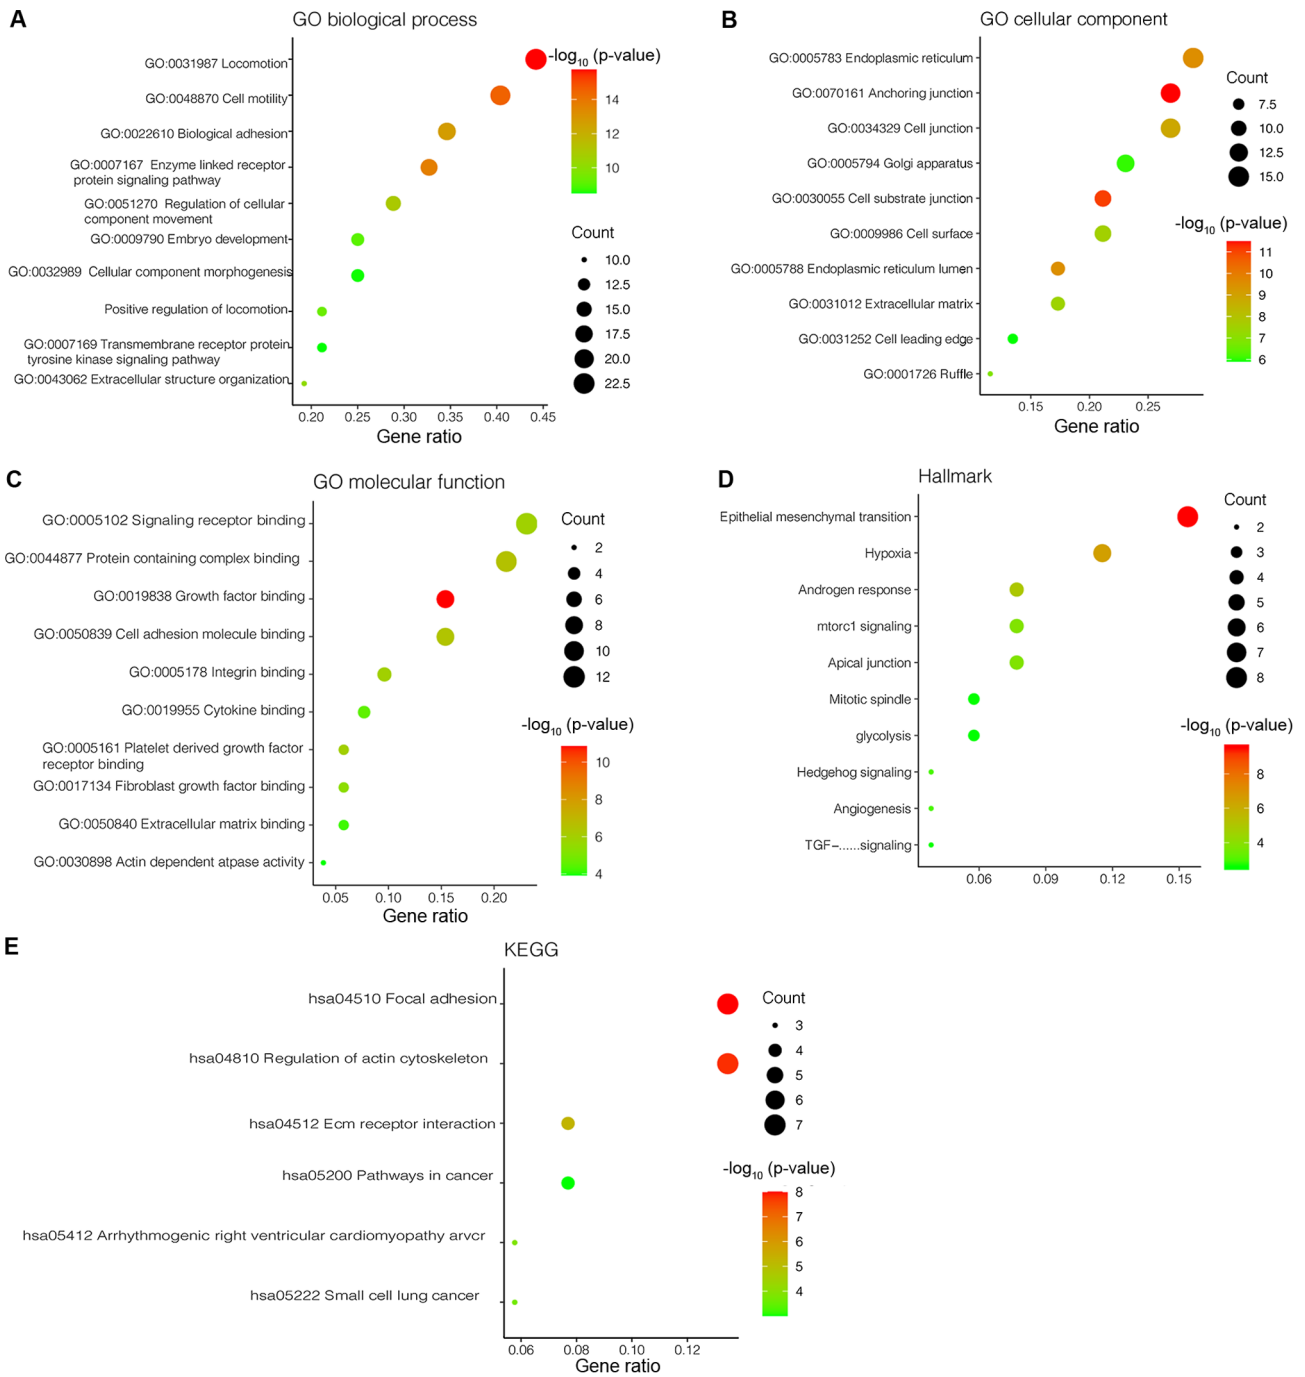 A
GO biological process
GO:0031987 Locomotion
GO:0048870 Cell motility
GO:0022610 Biological adhesion
GO:0007167 Enzyme linked receptor
protein signaling pathway
GO:0051270 Regulation of cellular
component movement
GO:0009790 Embryo development
GO:0032989 Cellular component morphogenesis
Positive regulation of locomotion
GO:0007169 Transmembrane receptor protein
tyrosine kinase signaling pathway
GO:0043062 Extracellular structure organization
0.20 0.25 0.30 0.35 0.40 0.45
Gene ratio
-log10 (p-value)
14
12
10
Count
10.0
12.5
15.0
17.5
20.0
22.5
B
GO cellular component
GO:0005783 Endoplasmic reticulum
GO:0070161 Anchoring junction
GO:0034329 Cell junction
GO:0005794 Golgi apparatus
GO:0030055 Cell substrate junction
GO:0009986 Cell surface
GO:0005788 Endoplasmic reticulum lumen
GO:0031012 Extracellular matrix
GO:0031252 Cell leading edge
GO:0001726 Ruffle
0.15 0.20 0.25
Gene ratio
Count
7.5
10.0
12.5
15.0
-log10 (p-value)
11
10
9
8
7
6
C
GO molecular function
GO:0005102 Signaling receptor binding
GO:0044877 Protein containing complex binding
GO:0019838 Growth factor binding
GO:0050839 Cell adhesion molecule binding
GO:0005178 Integrin binding
GO:0019955 Cytokine binding
GO:0005161 Platelet derived growth factor
receptor binding
GO:0017134 Fibroblast growth factor binding
GO:0050840 Extracellular matrix binding
GO:0030898 Actin dependent atpase activity
0.05 0.10 0.15 0.20
Gene ratio
Count
2
4
6
8
10
12
-log10 (p-value)
10
8
6
4
D
Hallmark
Epithelial mesenchymal transition
Hypoxia
Androgen response
mtorc1 signaling
Apical junction
Mitotic spindle
glycolysis
Hedgehog signaling
Angiogenesis
TGF−......signaling
0.06 0.09 0.12 0.15
Count
2
3
4
5
6
7
8
-log10 (p-value)
8
6
4
E
KEGG
hsa04510 Focal adhesion
hsa04810 Regulation of actin cytoskeleton
hsa04512 Ecm receptor interaction
hsa05200 Pathways in cancer
hsa05412 Arrhythmogenic right ventricular cardiomyopathy arvcr
hsa05222 Small cell lung cancer
0.06 0.08 0.10 0.12
Gene ratio
Count
3
4
5
6
7
-log10 (p-value)
8
7
6
5
4